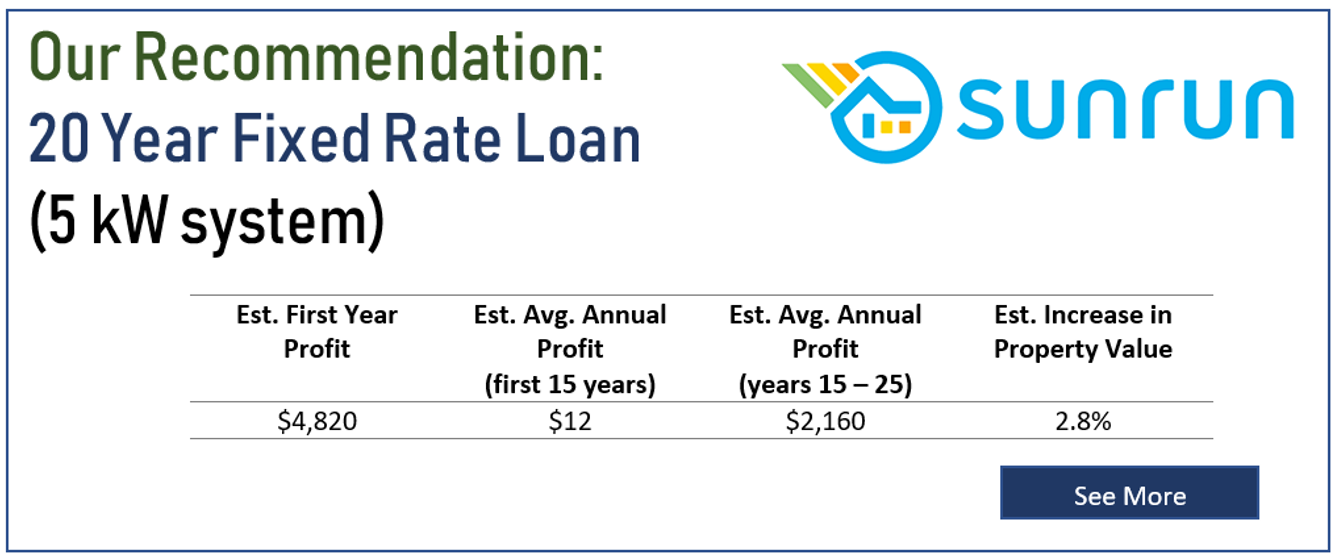 Our Recommendation:
20 Year Fixed Rate Loan
(5 kW system)
sunrun
Est. First Year Profit
Est. Avg. Annual Profit (first 15 years)
Est. Avg. Annual Profit (years 15 – 25)
Est. Increase in Property Value
$4,820
$12
$2,160
2.8%
See More